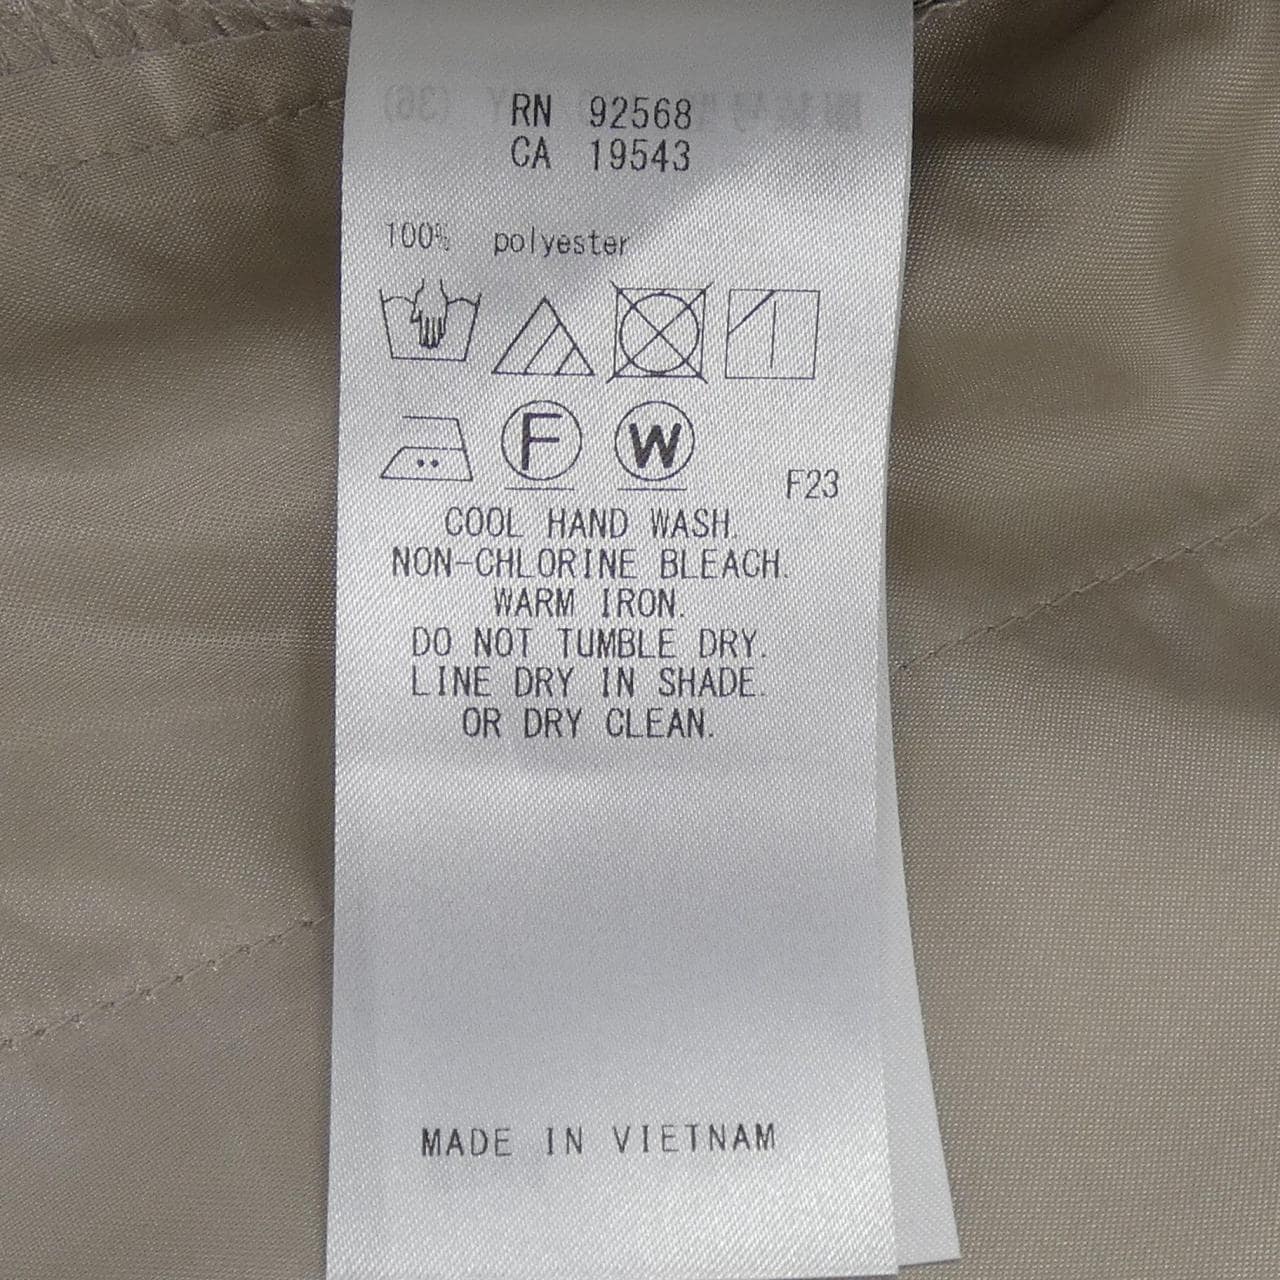 RN 92568
CA 19543
100% polyester
F
W
F23
COOL HAND WASH.
NON-CHLORINE BLEACH.
WARM IRON.
DO NOT TUMBLE DRY.
LINE DRY IN SHADE.
OR DRY CLEAN.
MADE IN VIETNAM